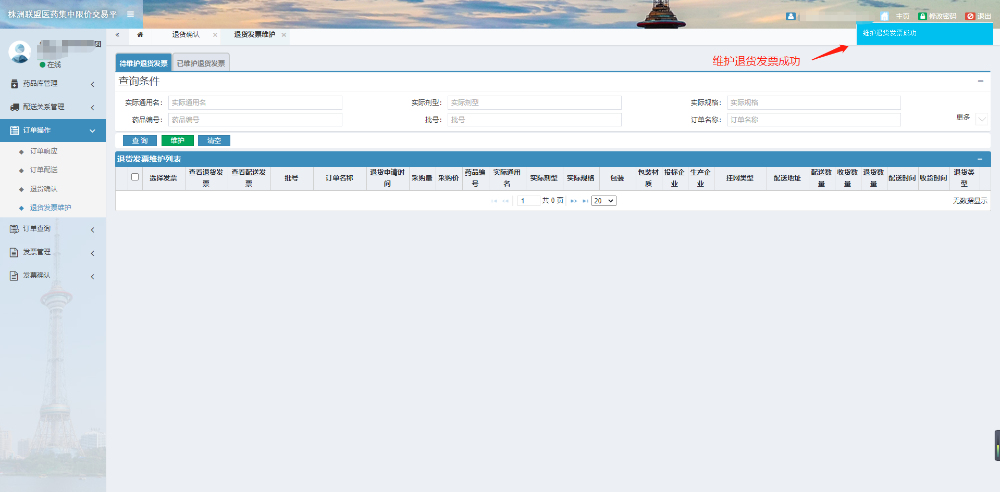 株洲联盟医药集中限价交易平
主页
修改密码
退出
维护退货发票成功
团
在线
退货确认
退货发票维护
维护退货发票成功
药品库管理
配送关系管理
订单操作
订单响应
订单配送
退货确认
退货发票维护
订单查询
发票管理
发票确认
待维护退货发票
已维护退货发票
查询条件
实际通用名：
实际通用名
实际剂型：
实际剂型
实际规格：
实际规格
药品编号：
药品编号
批号：
批号
订单名称：
订单名称
更多
查 询
维护
清空
退货发票维护列表
选择发票
查看退货发
票
查看配送发
票
批号
订单名称
退货申请时
间
采购量
采购价
药品编
号
实际通用
名
实际剂型
实际规格
包装
包装材
质
投标企
业
生产企
业
挂网类型
配送地址
配送数
量
收货数
量
退货数
量
配送时间
收货时间
退货类
型
1
共 0 页
20
无数据显示